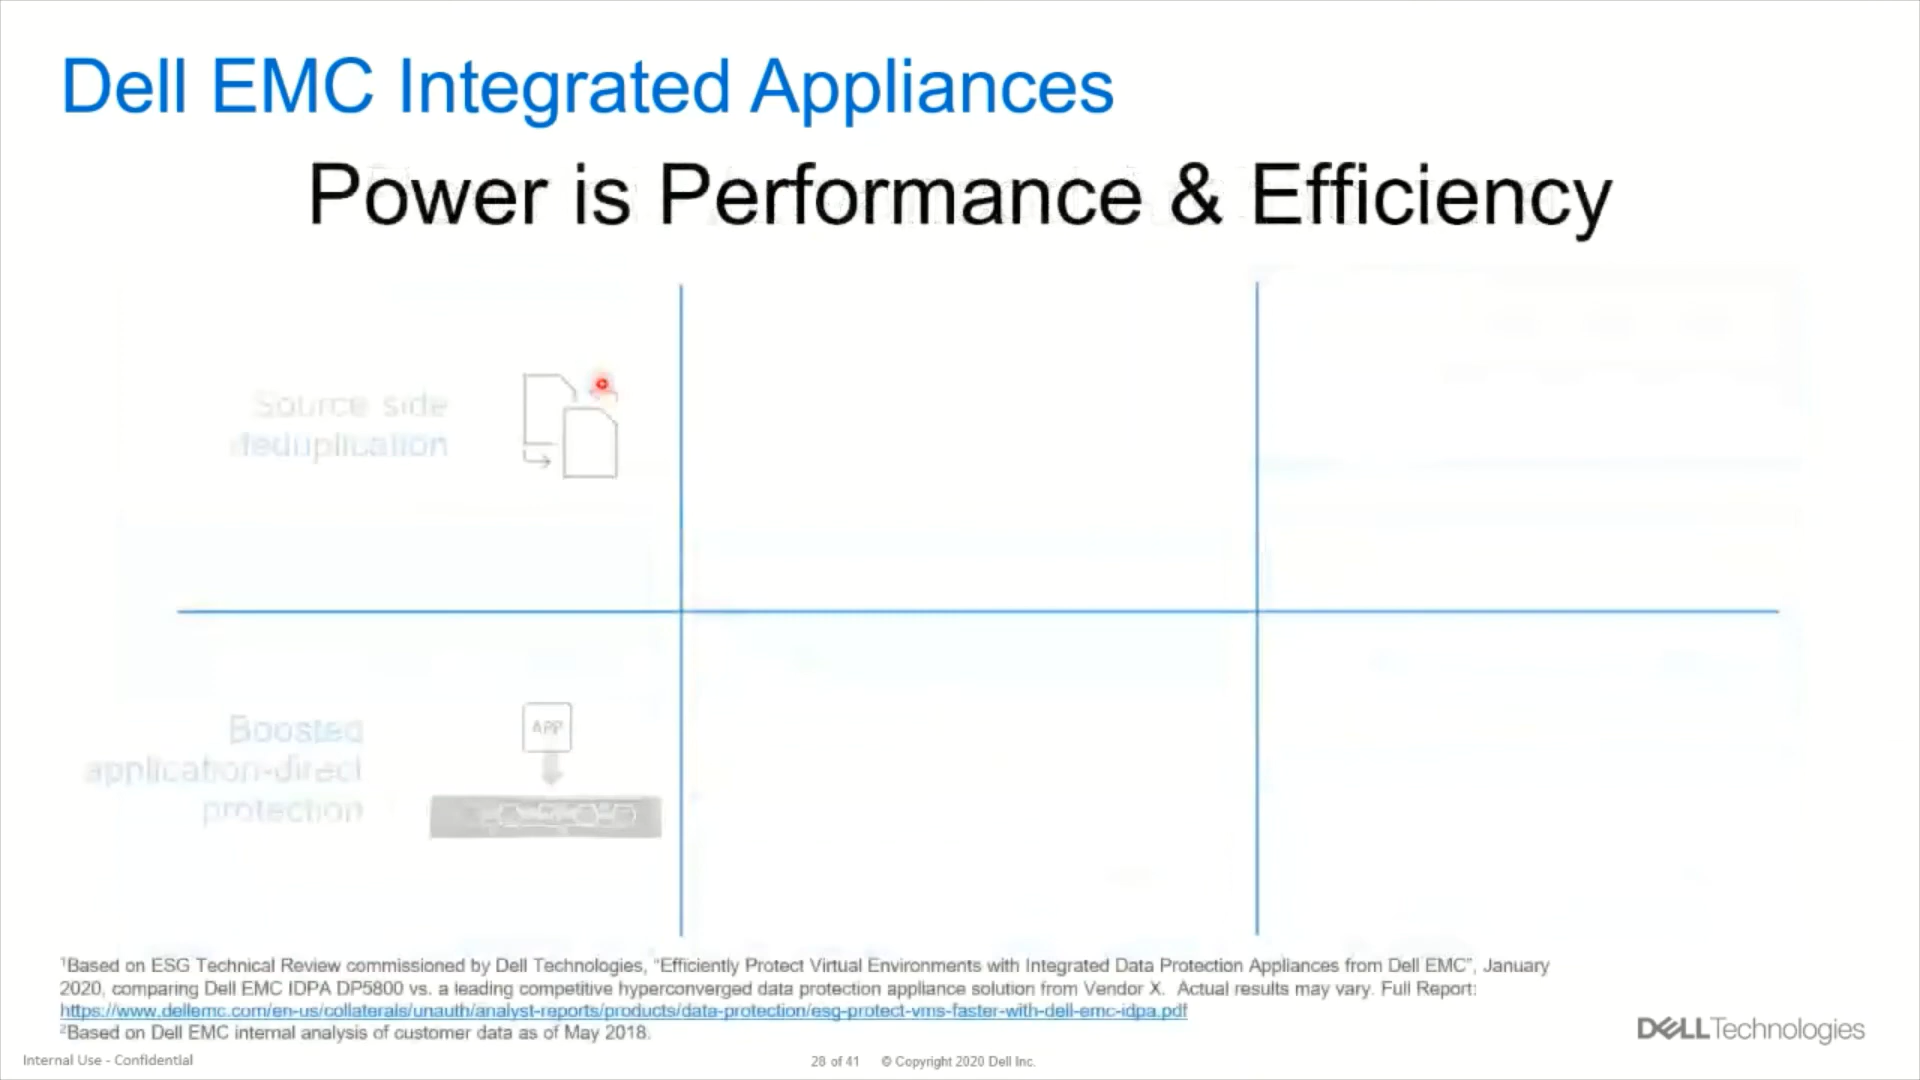 Dell EMC Integrated Appliances
Power is Performance & Efficiency
Source side
deduplication
APP
Boosted
application-direct
protection
¹Based on ESG Technical Review commissioned by Dell Technologies, "Efficiently Protect Virtual Environments with Integrated Data Protection Appliances from Dell EMC", January
2020, comparing Dell EMC IDPA DP5800 vs. a leading competitive hyperconverged data protection appliance solution from Vendor X. Actual results may vary. Full Report:
https://www.dellemc.com/en-us/collaterals/unauth/analyst-reports/products/data-protection/esg-protect-vms-faster-with-dell-emc-idpa.pdf
²Based on Dell EMC internal analysis of customer data as of May 2018.
DELLTechnologies
Internal Use - Confidential
28 of 41 © Copyright 2020 Dell Inc.